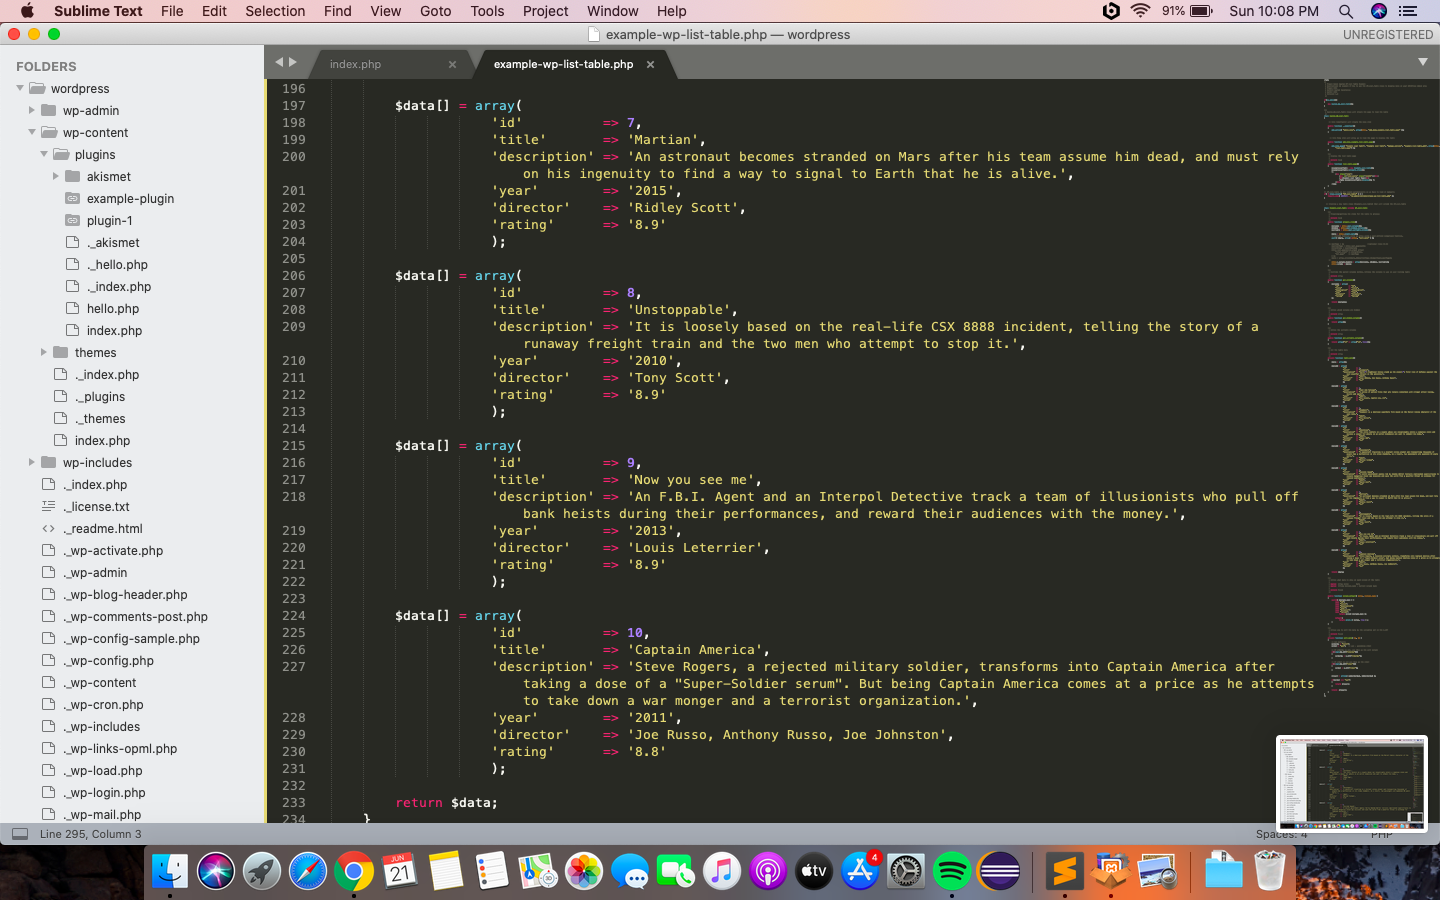 Sublime Text File Edit Selection Find View Goto Tools Project Window Help 91% Sun 10:08 PM
example-wp-list-table.php — wordpress UNREGISTERED
FOLDERS
wordpress
wp-admin
wp-content
plugins
akismet
example-plugin
plugin-1
._akismet
._hello.php
._index.php
hello.php
index.php
themes
._index.php
._plugins
._themes
index.php
wp-includes
._index.php
._license.txt
._readme.html
._wp-activate.php
._wp-admin
._wp-blog-header.php
._wp-comments-post.php
._wp-config-sample.php
._wp-config.php
._wp-content
._wp-cron.php
._wp-includes
._wp-links-opml.php
._wp-load.php
._wp-login.php
._wp-mail.php
index.php × example-wp-list-table.php ×
196
197 $data[] = array(
198 'id' => 7,
199 'title' => 'Martian',
200 'description' => 'An astronaut becomes stranded on Mars after his team assume him dead, and must rely
on his ingenuity to find a way to signal to Earth that he is alive.',
201 'year' => '2015',
202 'director' => 'Ridley Scott',
203 'rating' => '8.9'
204 );
205
206 $data[] = array(
207 'id' => 8,
208 'title' => 'Unstoppable',
209 'description' => 'It is loosely based on the real-life CSX 8888 incident, telling the story of a
runaway freight train and the two men who attempt to stop it.',
210 'year' => '2010',
211 'director' => 'Tony Scott',
212 'rating' => '8.9'
213 );
214
215 $data[] = array(
216 'id' => 9,
217 'title' => 'Now you see me',
218 'description' => 'An F.B.I. Agent and an Interpol Detective track a team of illusionists who pull off
bank heists during their performances, and reward their audiences with the money.',
219 'year' => '2013',
220 'director' => 'Louis Leterrier',
221 'rating' => '8.9'
222 );
223
224 $data[] = array(
225 'id' => 10,
226 'title' => 'Captain America',
227 'description' => 'Steve Rogers, a rejected military soldier, transforms into Captain America after
taking a dose of a "Super-Soldier serum". But being Captain America comes at a price as he attempts
to take down a war monger and a terrorist organization.',
228 'year' => '2011',
229 'director' => 'Joe Russo, Anthony Russo, Joe Johnston',
230 'rating' => '8.8'
231 );
232
233 return $data;
234 }
Line 295, Column 3 Spaces: 4 PHP
JUN
21
tv
4